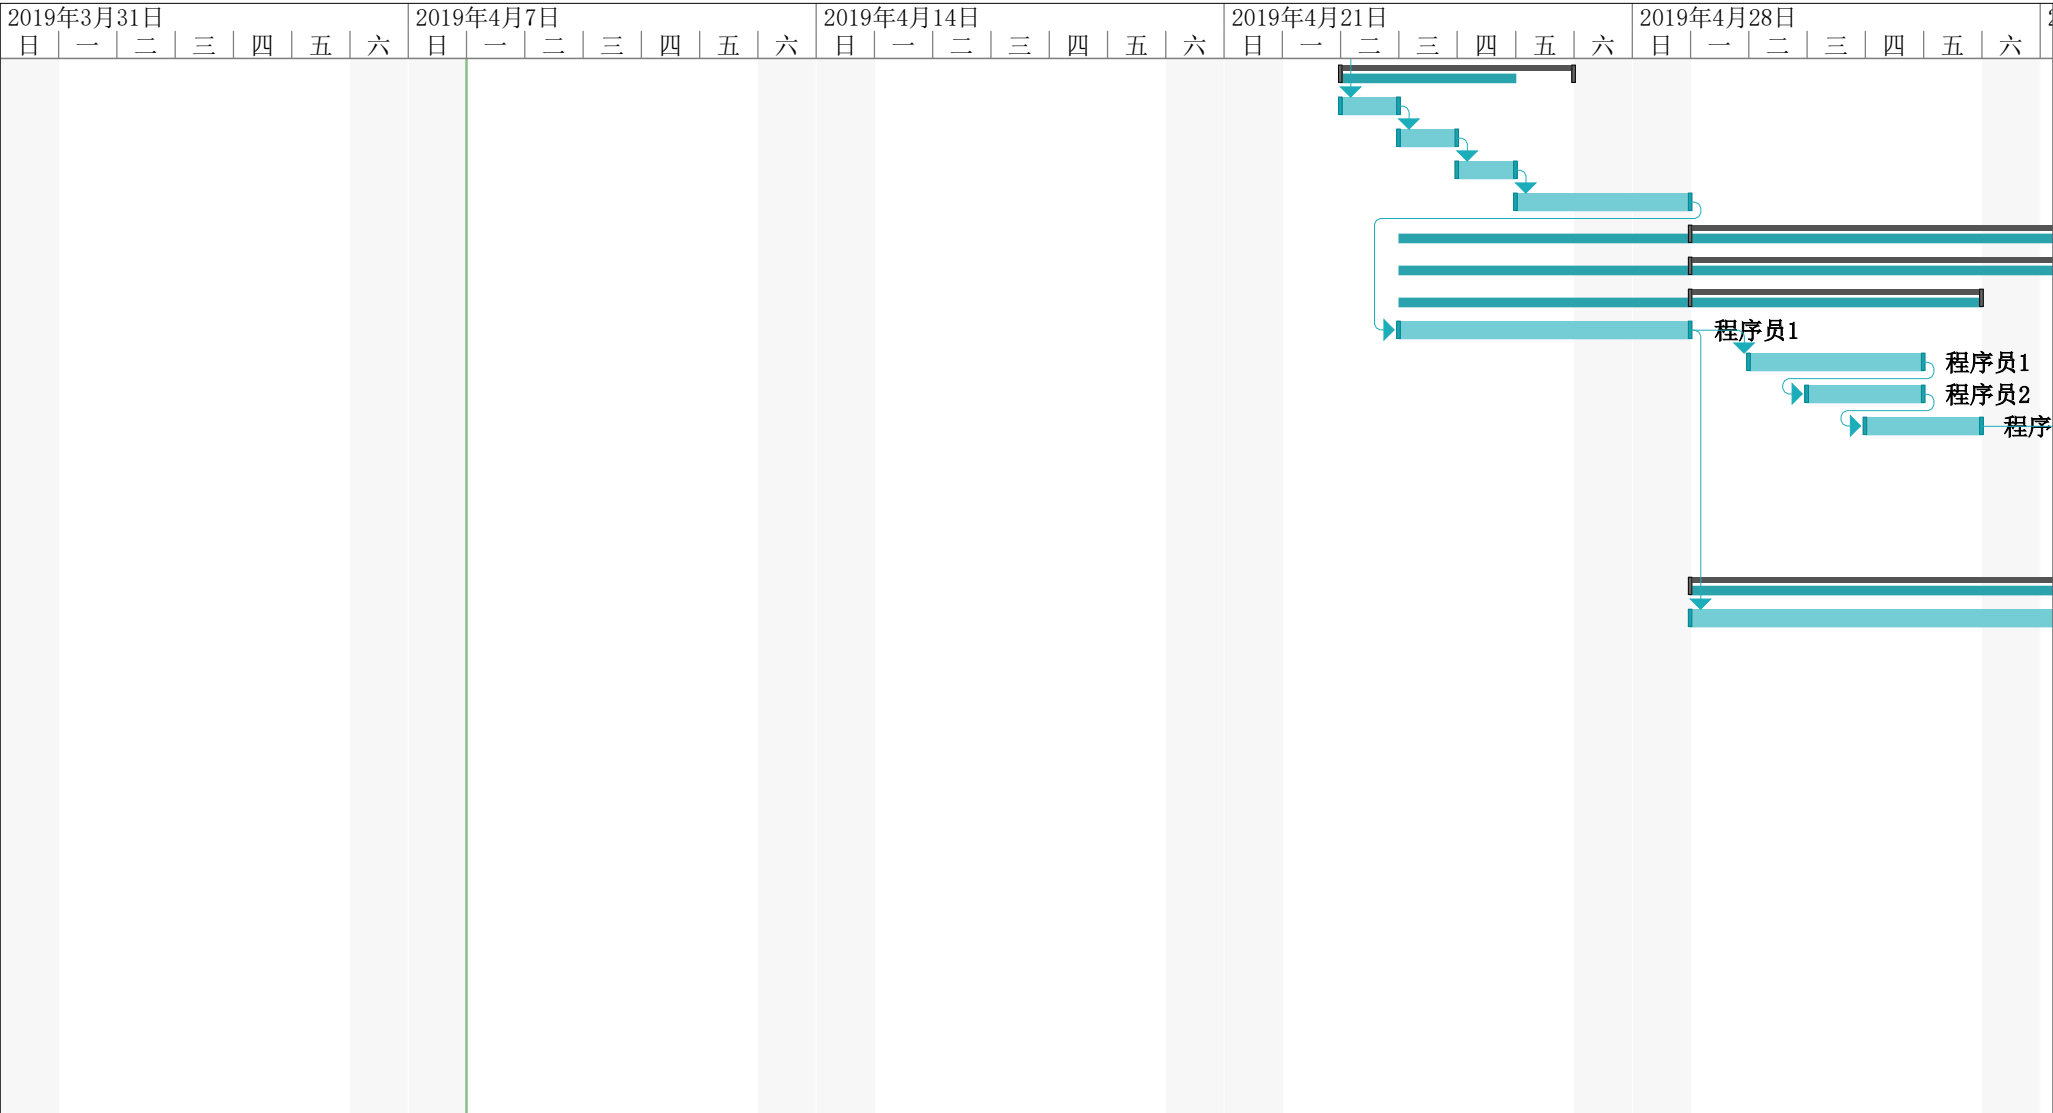 2019年3月31日 2019年4月7日 2019年4月14日 2019年4月21日 2019年4月28日
日 一 二 三 四 五 六 日 一 二 三 四 五 六 日 一 二 三 四 五 六 日 一 二 三 四 五 六 日 一 二 三 四 五 六
程序员1
程序员1
程序员2
程序